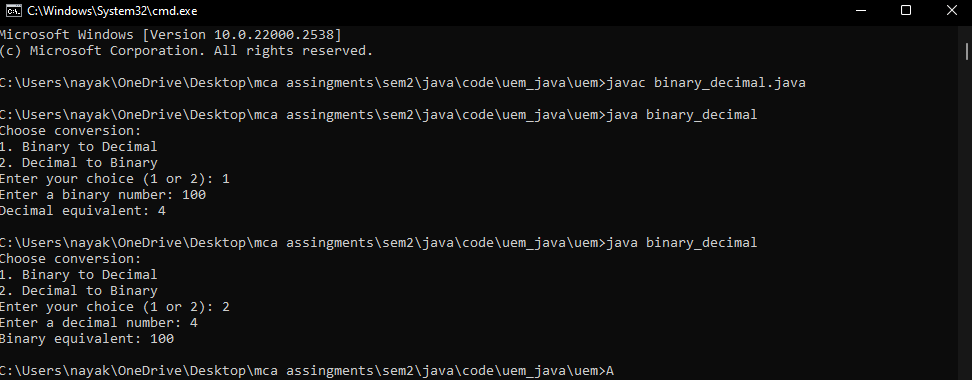 C:\Windows\System32\cmd.exe
Microsoft Windows [Version 10.0.22000.2538]
(c) Microsoft Corporation. All rights reserved.
C:\Users\nayak\OneDrive\Desktop\mca assingments\sem2\java\code\uem_java\uem>javac binary_decimal.java
C:\Users\nayak\OneDrive\Desktop\mca assingments\sem2\java\code\uem_java\uem>java binary_decimal
Choose conversion:
1. Binary to Decimal
2. Decimal to Binary
Enter your choice (1 or 2): 1
Enter a binary number: 100
Decimal equivalent: 4
C:\Users\nayak\OneDrive\Desktop\mca assingments\sem2\java\code\uem_java\uem>java binary_decimal
Choose conversion:
1. Binary to Decimal
2. Decimal to Binary
Enter your choice (1 or 2): 2
Enter a decimal number: 4
Binary equivalent: 100
C:\Users\nayak\OneDrive\Desktop\mca assingments\sem2\java\code\uem_java\uem>A